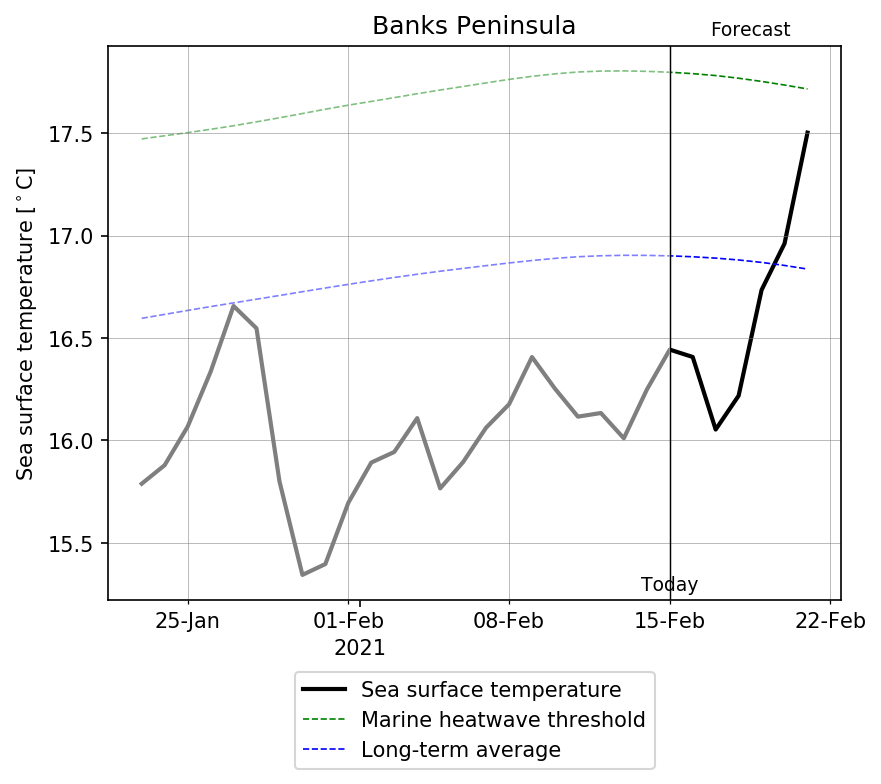 Banks Peninsula
Forecast
Sea surface temperature [°C]
17.5
17.0
16.5
16.0
15.5
Today
25-Jan 01-Feb 08-Feb 15-Feb 22-Feb
2021
Sea surface temperature
Marine heatwave threshold
Long-term average